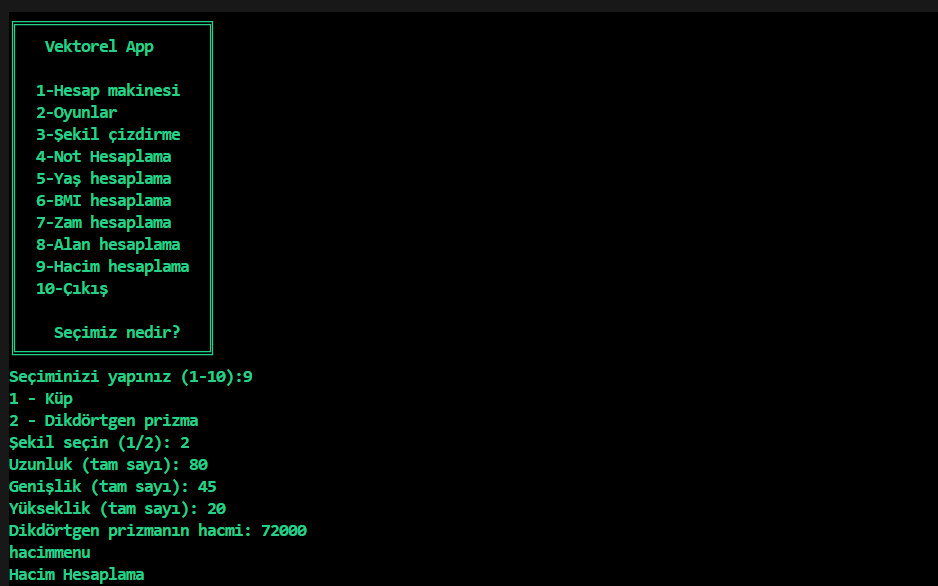 Vektorel App
1-Hesap makinesi
2-Oyunlar
3-Şekil çizdirme
4-Not Hesaplama
5-Yaş hesaplama
6-BMI hesaplama
7-Zam hesaplama
8-Alan hesaplama
9-Hacim hesaplama
10-Çıkış
Seçimiz nedir?
Seçiminizi yapınız (1-10):9
1 - Küp
2 - Dikdörtgen prizma
Şekil seçin (1/2): 2
Uzunluk (tam sayı): 80
Genişlik (tam sayı): 45
Yükseklik (tam sayı): 20
Dikdörtgen prizmanın hacmi: 72000
hacimmenu
Hacim Hesaplama